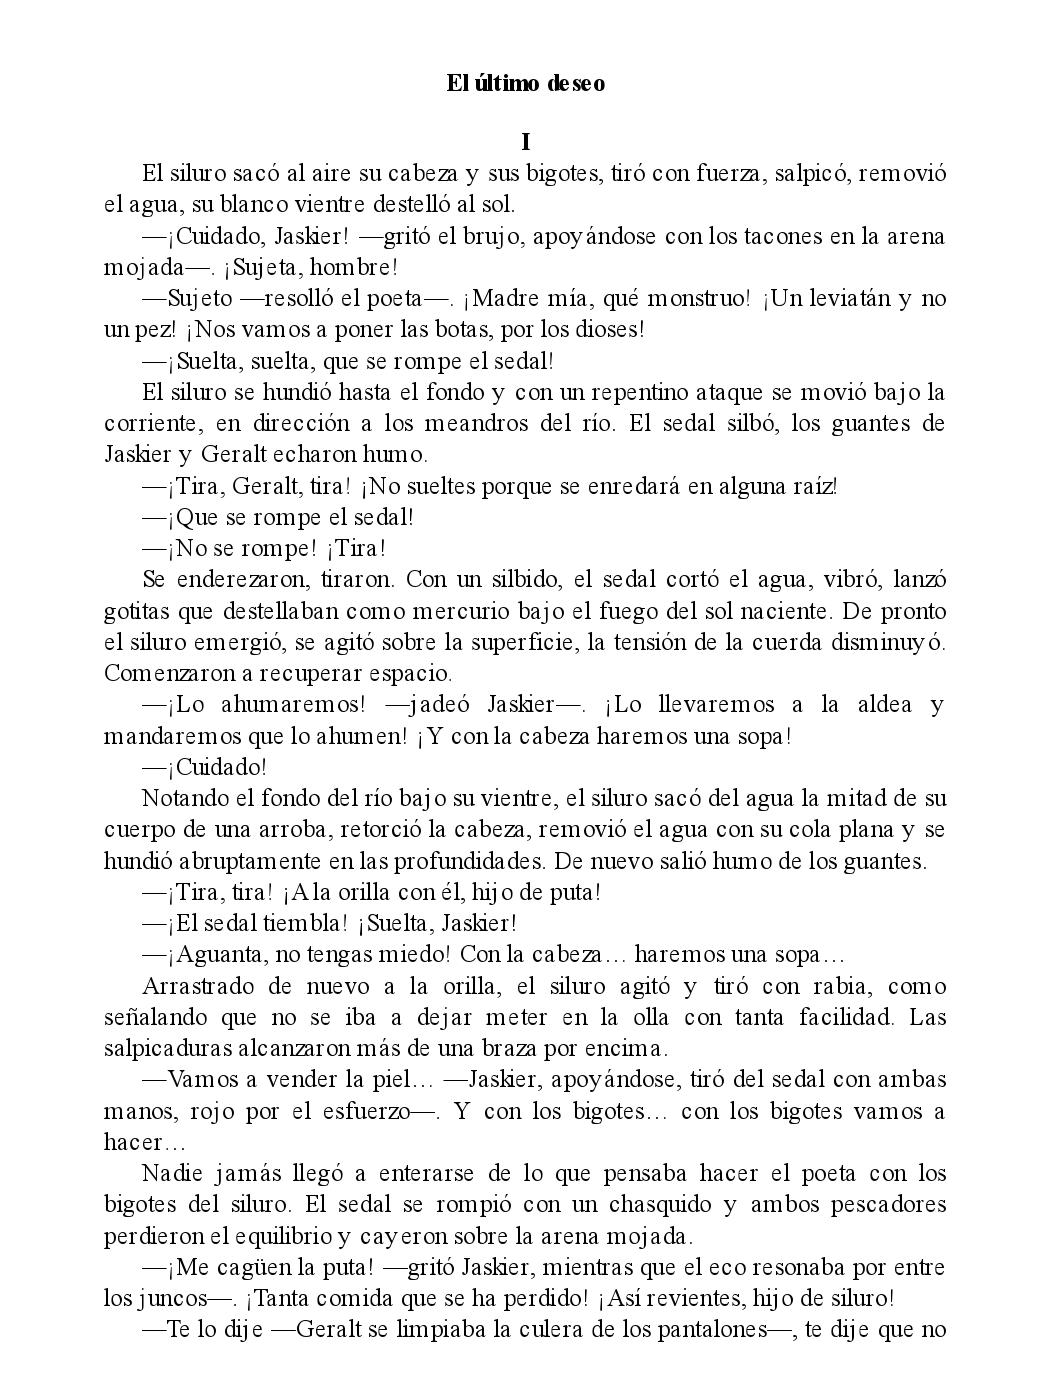 El último deseo
I
El siluro sacó al aire su cabeza y sus bigotes, tiró con fuerza, salpicó, removió
el agua, su blanco vientre destelló al sol.
—¡Cuidado, Jaskier! —gritó el brujo, apoyándose con los tacones en la arena
mojada—. ¡Sujeta, hombre!
—Sujeto —resolló el poeta—. ¡Madre mía, qué monstruo! ¡Un leviatán y no
un pez! ¡Nos vamos a poner las botas, por los dioses!
—¡Suelta, suelta, que se rompe el sedal!
El siluro se hundió hasta el fondo y con un repentino ataque se movió bajo la
corriente, en dirección a los meandros del río. El sedal silbó, los guantes de
Jaskier y Geralt echaron humo.
—¡Tira, Geralt, tira! ¡No sueltes porque se enredará en alguna raíz!
—¡Que se rompe el sedal!
—¡No se rompe! ¡Tira!
Se enderezaron, tiraron. Con un silbido, el sedal cortó el agua, vibró, lanzó
gotitas que destellaban como mercurio bajo el fuego del sol naciente. De pronto
el siluro emergió, se agitó sobre la superficie, la tensión de la cuerda disminuyó.
Comenzaron a recuperar espacio.
—¡Lo ahumaremos! —jadeó Jaskier—. ¡Lo llevaremos a la aldea y
mandaremos que lo ahumen! ¡Y con la cabeza haremos una sopa!
—¡Cuidado!
Notando el fondo del río bajo su vientre, el siluro sacó del agua la mitad de su
cuerpo de una arroba, retorció la cabeza, removió el agua con su cola plana y se
hundió abruptamente en las profundidades. De nuevo salió humo de los guantes.
—¡Tira, tira! ¡A la orilla con él, hijo de puta!
—¡El sedal tiembla! ¡Suelta, Jaskier!
—¡Aguanta, no tengas miedo! Con la cabeza… haremos una sopa…
Arrastrado de nuevo a la orilla, el siluro agitó y tiró con rabia, como
señalando que no se iba a dejar meter en la olla con tanta facilidad. Las
salpicaduras alcanzaron más de una braza por encima.
—Vamos a vender la piel… —Jaskier, apoyándose, tiró del sedal con ambas
manos, rojo por el esfuerzo—. Y con los bigotes… con los bigotes vamos a
hacer…
Nadie jamás llegó a enterarse de lo que pensaba hacer el poeta con los
bigotes del siluro. El sedal se rompió con un chasquido y ambos pescadores
perdieron el equilibrio y cayeron sobre la arena mojada.
—¡Me cagüen la puta! —gritó Jaskier, mientras que el eco resonaba por entre
los juncos—. ¡Tanta comida que se ha perdido! ¡Así revientes, hijo de siluro!
—Te lo dije —Geralt se limpiaba la culera de los pantalones—, te dije que no